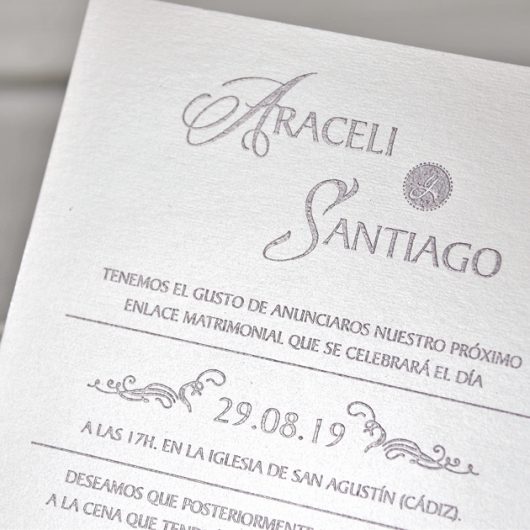 ARACELI
Y
SANTIAGO
TENEMOS EL GUSTO DE ANUNCIAROS NUESTRO PRÓXIMO
ENLACE MATRIMONIAL QUE SE CELEBRARÁ EL DÍA
29.08.19
A LAS 17H. EN LA IGLESIA DE SAN AGUSTÍN (CÁDIZ).
DESEAMOS QUE POSTERIORMENTE
A LA CENA QUE